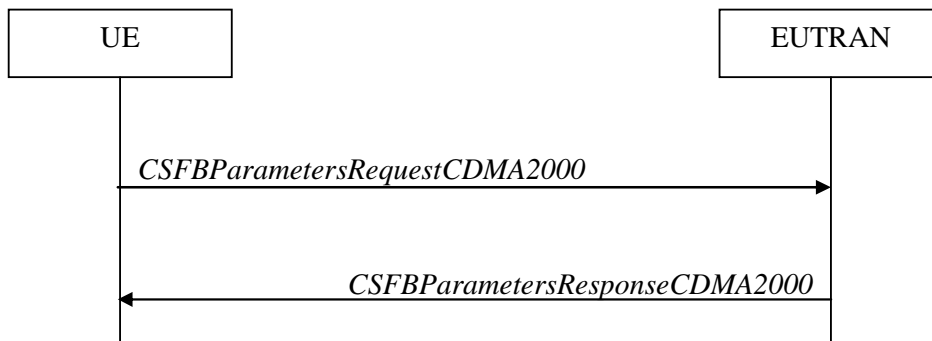 UE
EUTRAN
CSFBParametersRequestCDMA2000
CSFBParametersResponseCDMA2000